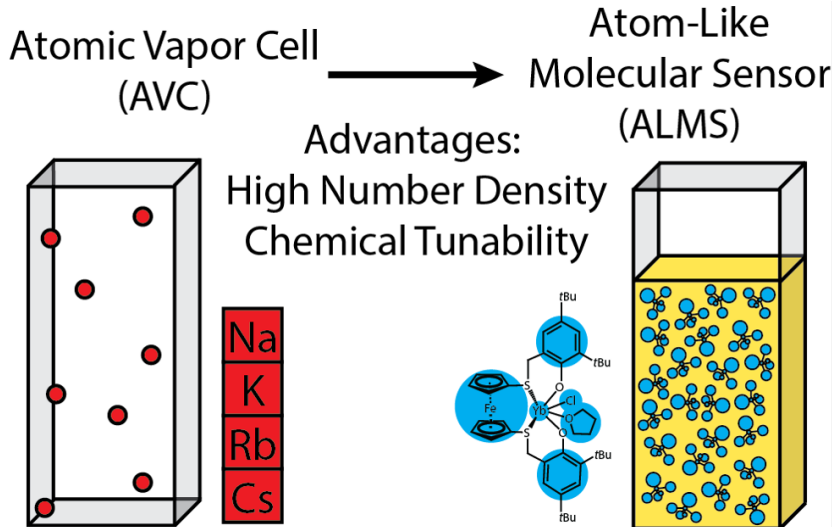 Atomic Vapor Cell
(AVC)
Atom-Like
Molecular Sensor
(ALMS)
Advantages:
High Number Density
Chemical Tunability
Na
K
Rb
Cs
tBu
tBu
S
O
Cl
Fe
Yb
O
S
O
tBu
tBu